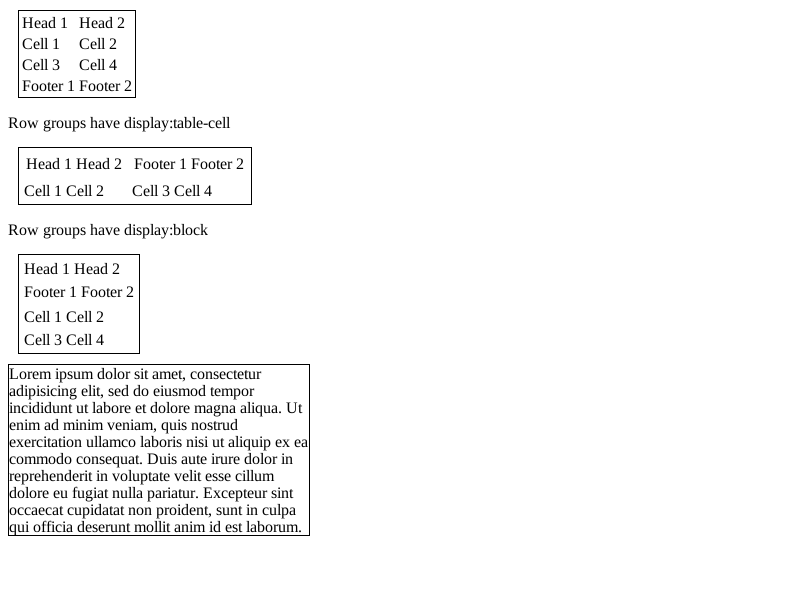 Head 1 Head 2
Cell 1 Cell 2
Cell 3 Cell 4
Footer 1 Footer 2
Row groups have display:table-cell
Head 1 Head 2 Footer 1 Footer 2
Cell 1 Cell 2 Cell 3 Cell 4
Row groups have display:block
Head 1 Head 2
Footer 1 Footer 2
Cell 1 Cell 2
Cell 3 Cell 4
Lorem ipsum dolor sit amet, consectetur
adipisicing elit, sed do eiusmod tempor
incididunt ut labore et dolore magna aliqua. Ut
enim ad minim veniam, quis nostrud
exercitation ullamco laboris nisi ut aliquip ex ea
commodo consequat. Duis aute irure dolor in
reprehenderit in voluptate velit esse cillum
dolore eu fugiat nulla pariatur. Excepteur sint
occaecat cupidatat non proident, sunt in culpa
qui officia deserunt mollit anim id est laborum.